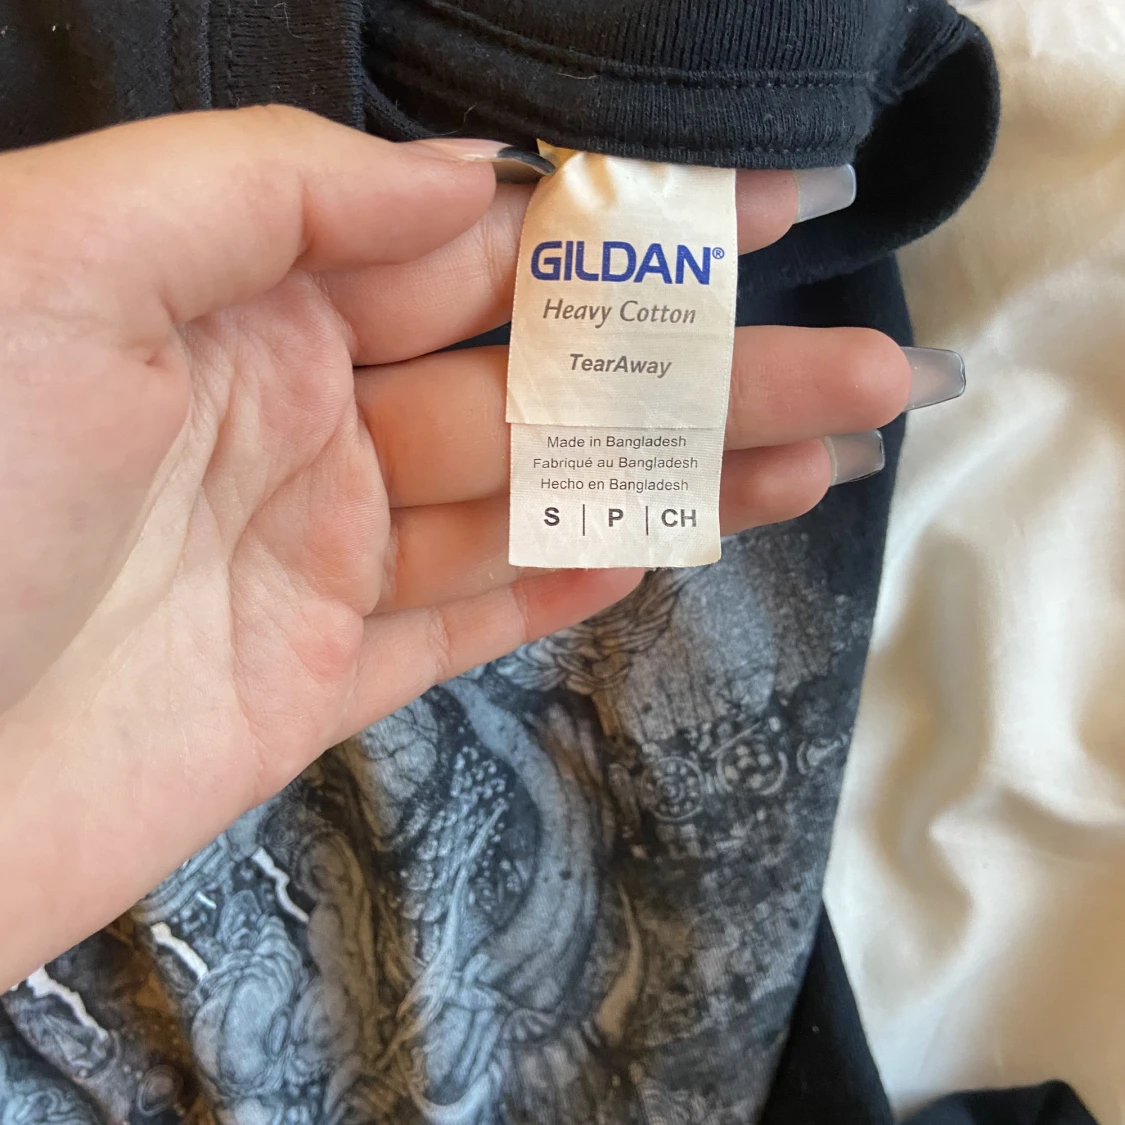 GILDAN®
Heavy Cotton
TearAway
Made in Bangladesh
Fabriqué au Bangladesh
Hecho en Bangladesh
S | P | CH